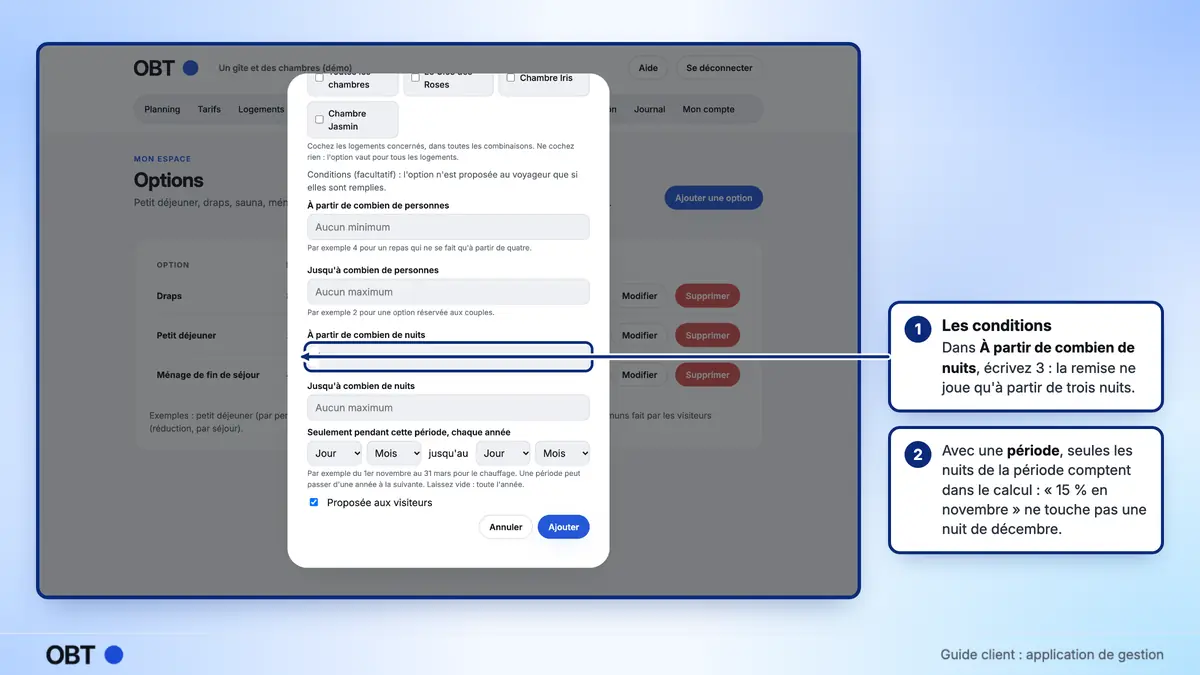 OBT
Un gîte et des chambres (démo)
Aide
Se déconnecter
Planning
Tarifs
Logements
Journal
Mon compte
MON ESPACE
Options
Petit déjeuner, draps, sauna,
Ajouter une option
OPTION
Draps
Modifier
Supprimer
Petit déjeuner
Modifier
Supprimer
Ménage de fin de séjour
Modifier
Supprimer
Exemples : petit déjeuner (par
fait par les visiteurs
(réduction, par séjour).
chambres
Roses
Chambre Iris
Chambre
Jasmin
Cochez les logements concernés, dans toutes les combinaisons. Ne cochez
rien : l'option vaut pour tous les logements.
Conditions (facultatif) : l'option n'est proposée au voyageur que si
elles sont remplies.
À partir de combien de personnes
Aucun minimum
Par exemple 4 pour un repas qui ne se fait qu'à partir de quatre.
Jusqu'à combien de personnes
Aucun maximum
Par exemple 2 pour une option réservée aux couples.
À partir de combien de nuits
Jusqu'à combien de nuits
Aucun maximum
Seulement pendant cette période, chaque année
Jour Mois jusqu'au Jour Mois
Par exemple du 1er novembre au 31 mars pour le chauffage. Une période peut
passer d'une année à la suivante. Laissez vide : toute l'année.
Proposée aux visiteurs
Annuler
Ajouter
1
Les conditions
Dans À partir de combien de
nuits, écrivez 3 : la remise ne
joue qu'à partir de trois nuits.
2
Avec une période, seules les
nuits de la période comptent
dans le calcul : « 15 % en
novembre » ne touche pas une
nuit de décembre.
OBT
Guide client : application de gestion